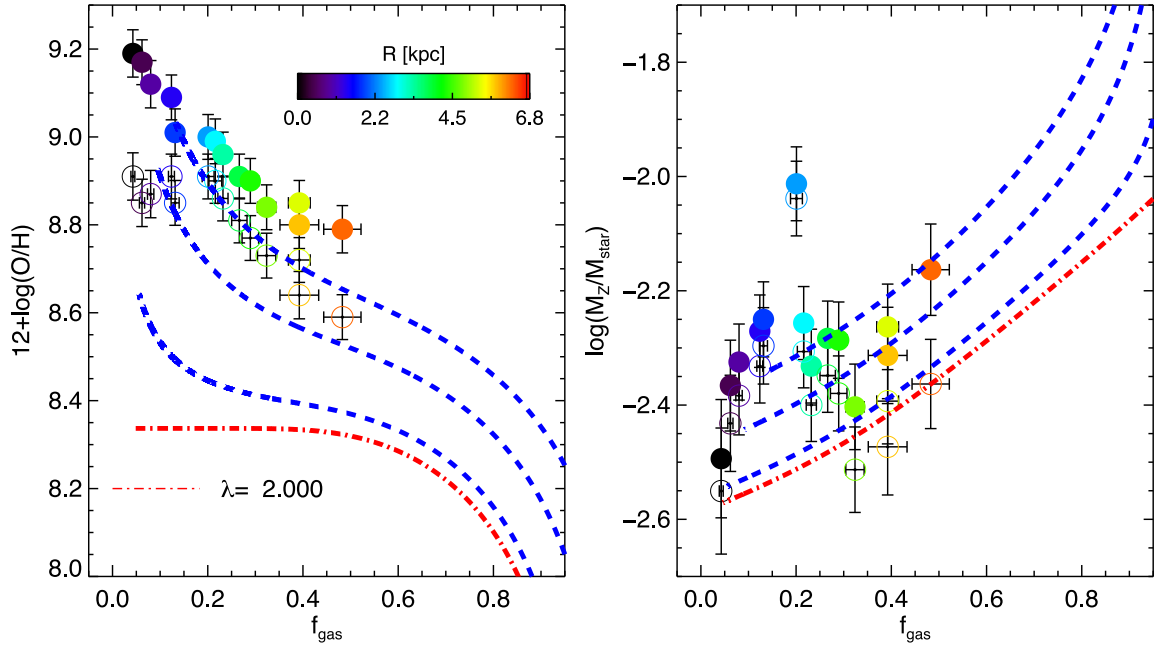 R [kpc]
0.0 2.2 4.5 6.8
12+log(O/H)
9.2
9.0
8.8
8.6
8.4
8.2
8.0
λ= 2.000
0.0 0.2 0.4 0.6 0.8
f_gas
log(M_Z/M_star)
−1.8
−2.0
−2.2
−2.4
−2.6
0.0 0.2 0.4 0.6 0.8
f_gas